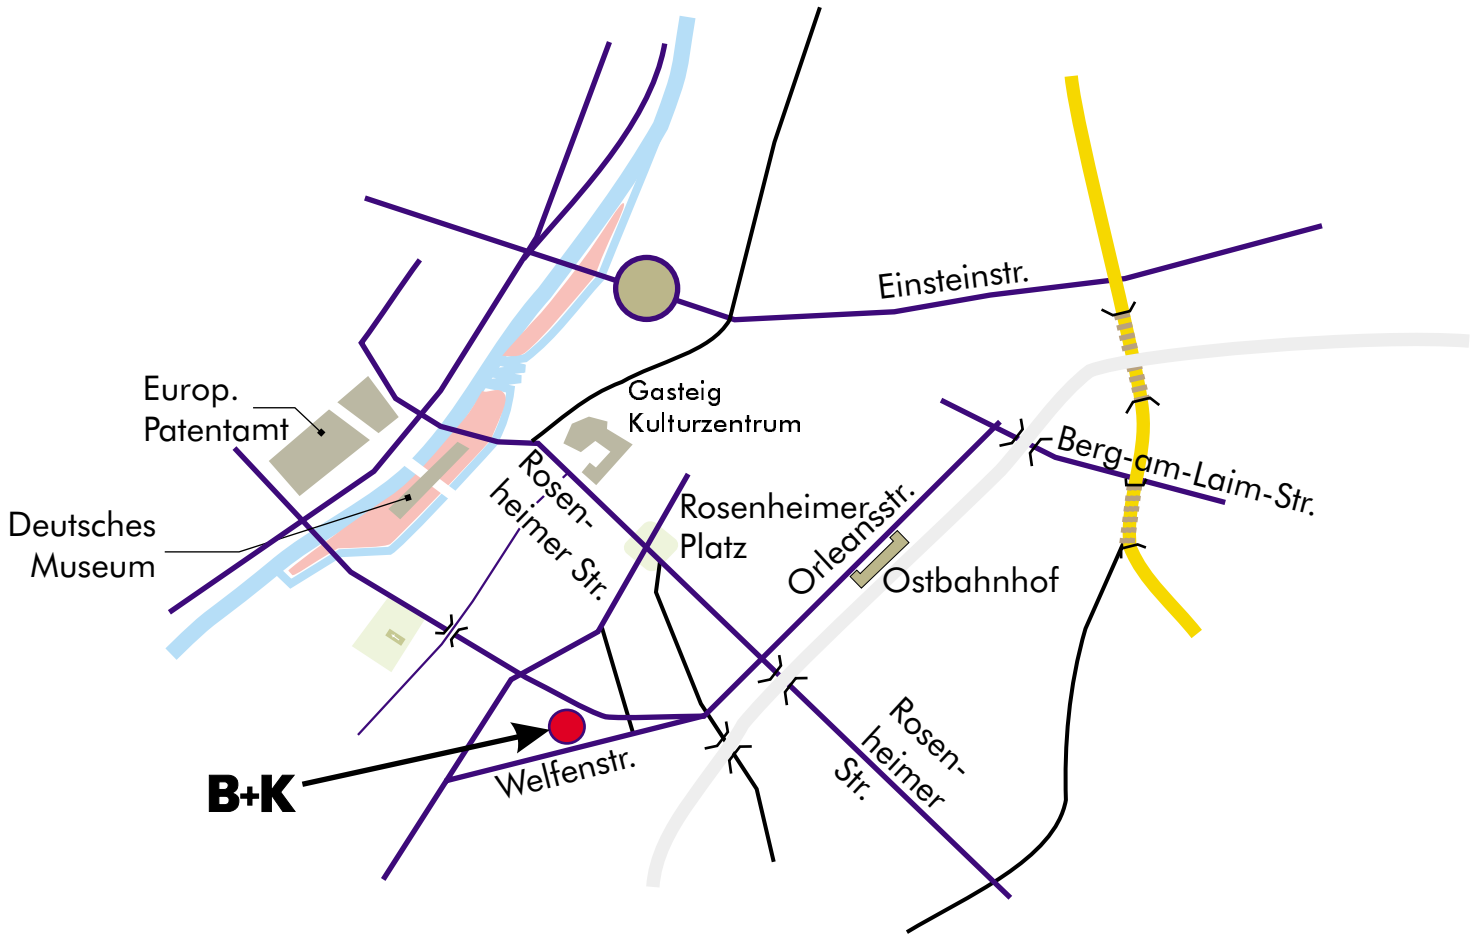 Einsteinstr.
Europ.
Patentamt
Gasteig
Kulturzentrum
Berg-am-Laim-Str.
Rosen-
heimer Str.
Rosenheimer
Platz
Orleansstr.
Deutsches
Museum
Ostbahnhof
Rosen-
heimer
Str.
Welfenstr.
B+K